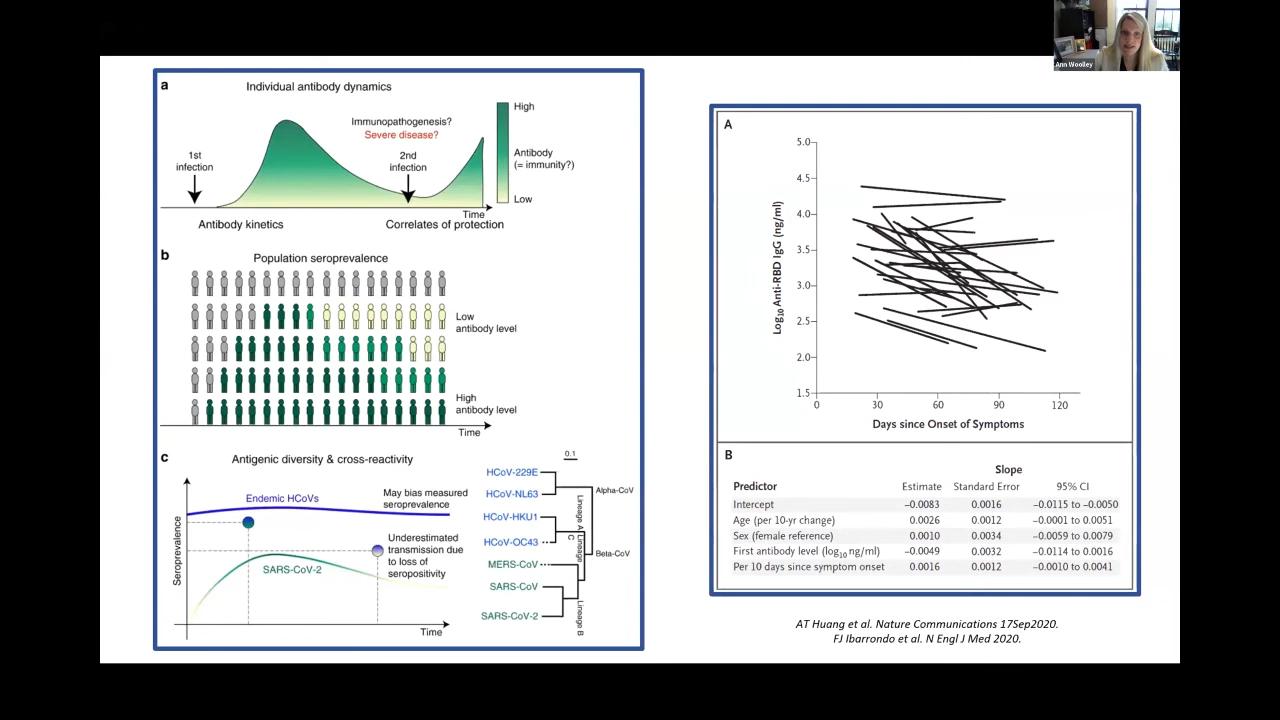 Ann Woolley
a
Individual antibody dynamics
High
Immunopathogenesis?
Severe disease?
1st
infection
2nd
infection
Antibody
(= immunity?)
Low
Time
Antibody kinetics
Correlates of protection
b
Population seroprevalence
Low
antibody level
High
antibody level
Time
c
Antigenic diversity & cross-reactivity
Endemic HCoVs
May bias measured
seroprevalence
Underestimated
transmission due
to loss of
seropositivity
SARS-CoV-2
Seroprevalence
Time
0.1
HCoV-229E
HCoV-NL63
HCoV-HKU1
HCoV-OC43
MERS-CoV
SARS-CoV
SARS-CoV-2
Alpha-CoV
Beta-CoV
Lineage A
Lineage
C
Lineage B
A
5.0
4.5
4.0
3.5
3.0
2.5
2.0
1.5
Log10 Anti-RBD IgG (ng/ml)
0 30 60 90 120
Days since Onset of Symptoms
B
Slope
Predictor Estimate Standard Error 95% CI
Intercept −0.0083 0.0016 −0.0115 to −0.0050
Age (per 10-yr change) 0.0026 0.0012 −0.0001 to 0.0051
Sex (female reference) 0.0010 0.0034 −0.0059 to 0.0079
First antibody level (log10 ng/ml) −0.0049 0.0032 −0.0114 to 0.0016
Per 10 days since symptom onset 0.0016 0.0012 −0.0010 to 0.0041
AT Huang et al. Nature Communications 17Sep2020.
FJ Ibarrondo et al. N Engl J Med 2020.